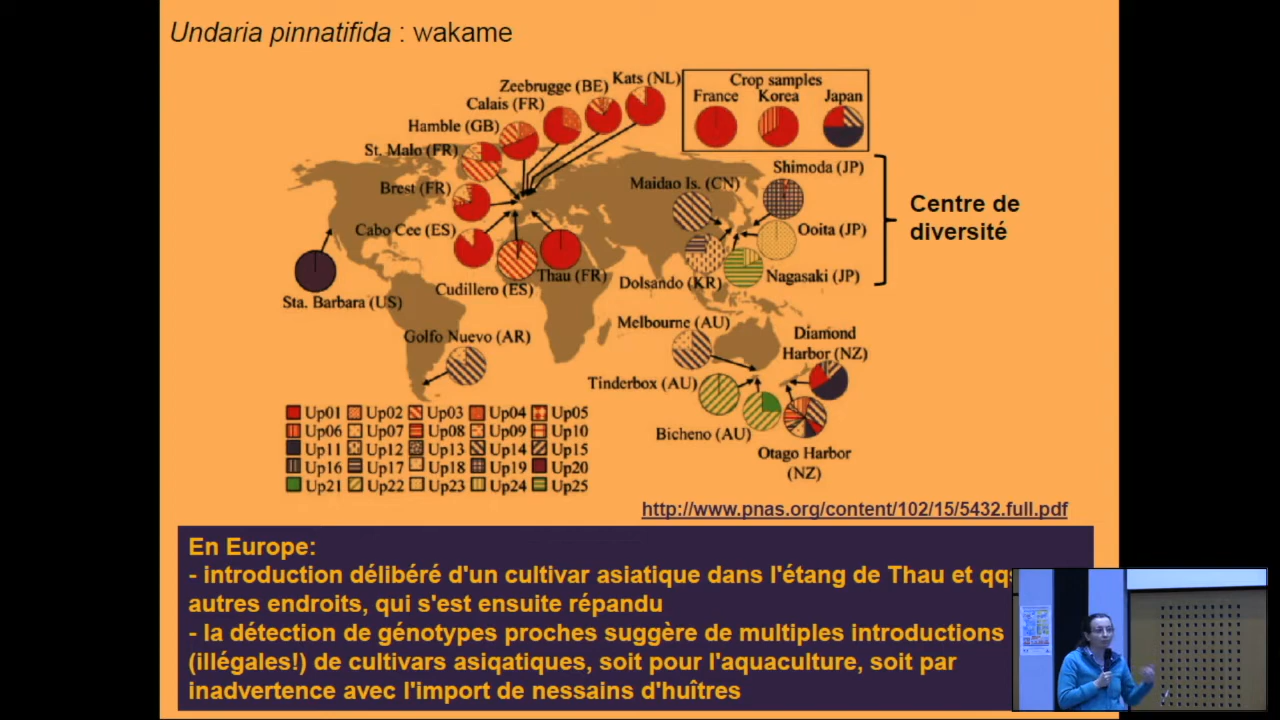 Undaria pinnatifida : wakame
Kats (NL)
Zeebrugge (BE)
Calais (FR)
Hamble (GB)
St. Malo (FR)
Brest (FR)
Cabo Cee (ES)
Cudillero (ES)
Thau (FR)
Sta. Barbara (US)
Golfo Nuevo (AR)
Crop samples
France Korea Japan
Shimoda (JP)
Maidao Is. (CN)
Ooita (JP)
Dolsando (KR)
Nagasaki (JP)
Centre de
diversité
Melbourne (AU)
Diamond
Harbor (NZ)
Tinderbox (AU)
Bicheno (AU)
Otago Harbor
(NZ)
Up01 Up02 Up03 Up04 Up05
Up06 Up07 Up08 Up09 Up10
Up11 Up12 Up13 Up14 Up15
Up16 Up17 Up18 Up19 Up20
Up21 Up22 Up23 Up24 Up25
http://www.pnas.org/content/102/15/5432.full.pdf
En Europe:
- introduction délibéré d'un cultivar asiatique dans l'étang de Thau et
autres endroits, qui s'est ensuite répandu
- la détection de génotypes proches suggère de multiples introductions
(illégales!) de cultivars asiqatiques, soit pour l'aquaculture, soit par
inadvertence avec l'import de nessains d'huîtres